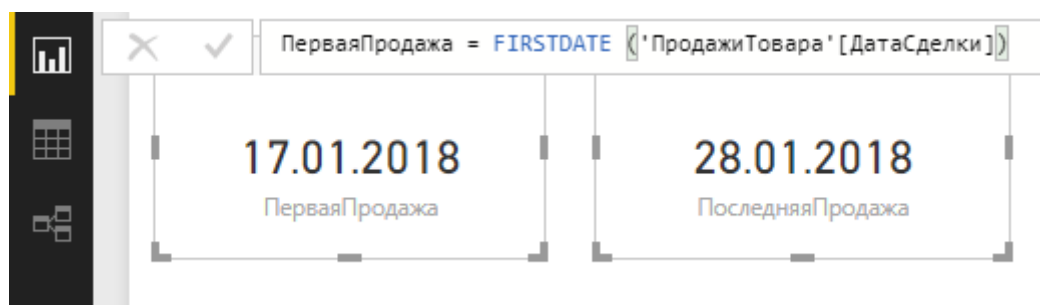 ПерваяПродажа = FIRSTDATE ('ПродажиТовара'[ДатаСделки])
17.01.2018
ПерваяПродажа
28.01.2018
ПоследняяПродажа